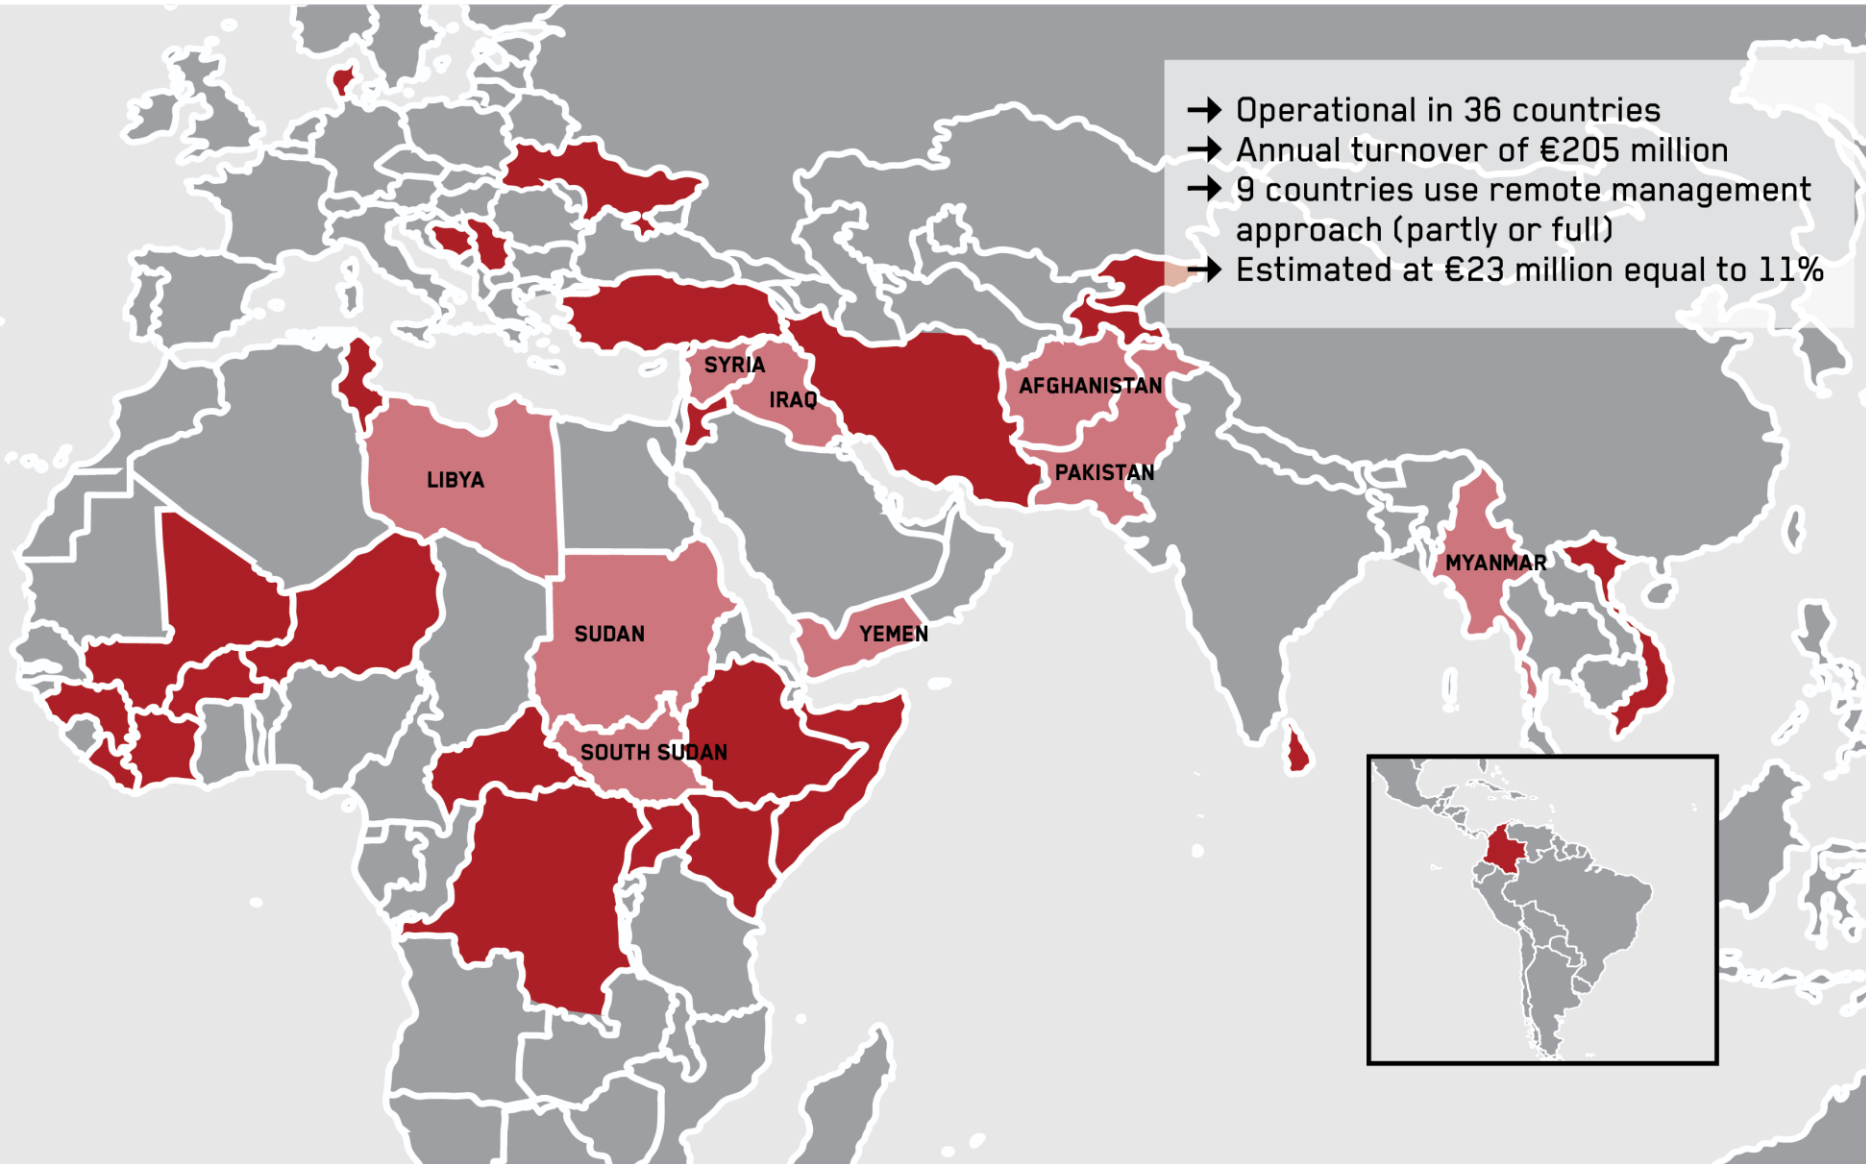 → Operational in 36 countries
→ Annual turnover of €205 million
→ 9 countries use remote management
approach (partly or full)
→ Estimated at €23 million equal to 11%
SYRIA
IRAQ
AFGHANISTAN
PAKISTAN
LIBYA
MYANMAR
SUDAN
YEMEN
SOUTH SUDAN